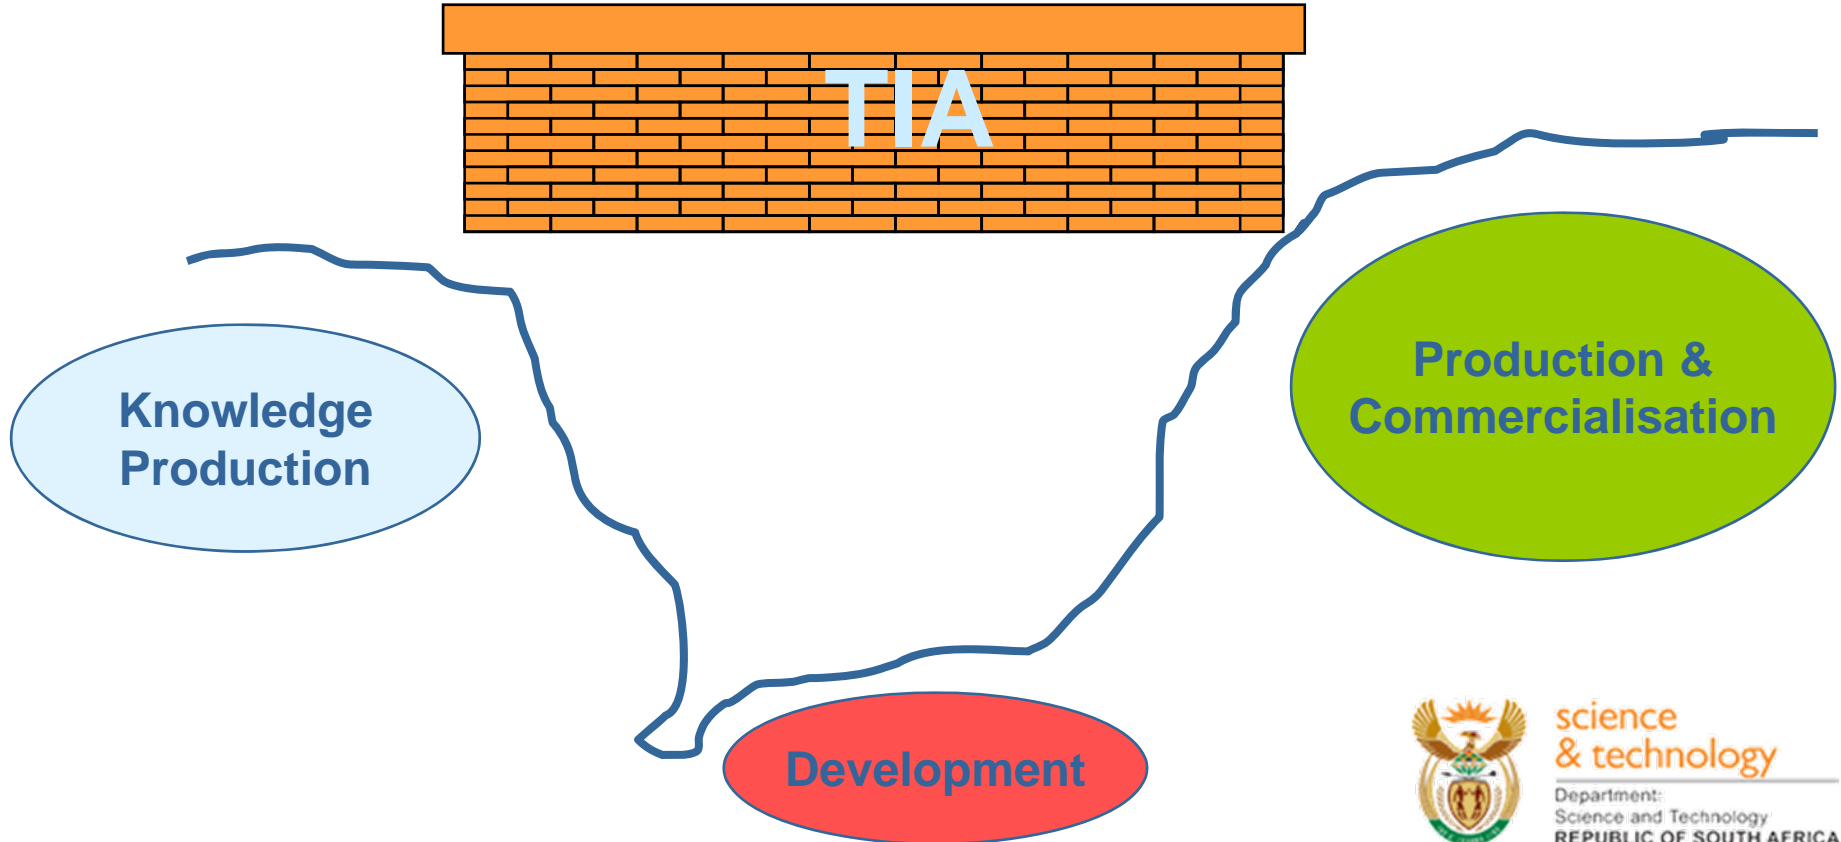 TIA
Knowledge
Production
Production &
Commercialisation
Development
science
& technology
Department:
Science and Technology
REPUBLIC OF SOUTH AFRICA